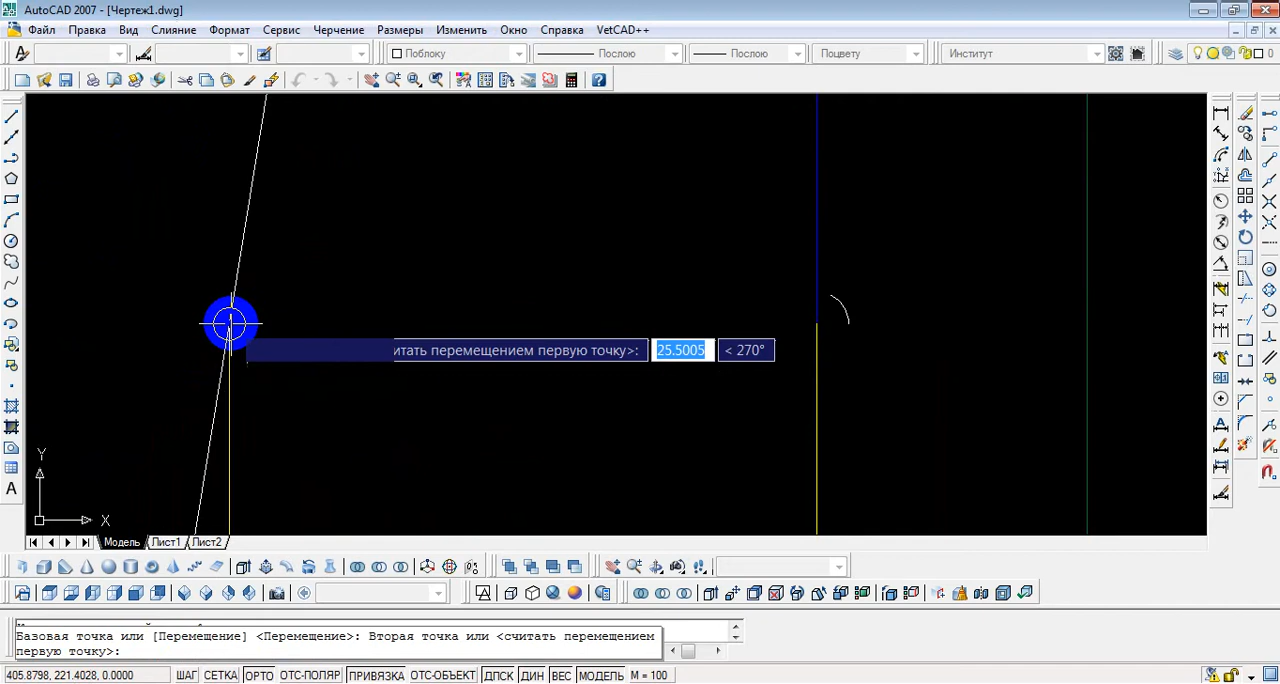 AutoCAD 2007 - [Чертеж1.dwg]
Файл Правка Вид Слияние Формат Сервис Черчение Размеры Изменить Окно Справка VetCAD++
Поблоку Послою Послою Поцвету Институт 0
итать перемещением первую точку>: 25.5005 < 270°
Y
X
Модель Лист1 Лист2
Базовая точка или [Перемещение] <Перемещение>: Вторая точка или <считать перемещением
первую точку>:
405.8798, 221.4028, 0.0000 ШАГ СЕТКА ОРТО ОТС-ПОЛЯР ПРИВЯЗКА ОТС-ОБЪЕКТ ДПСК ДИН ВЕС МОДЕЛЬ М = 100